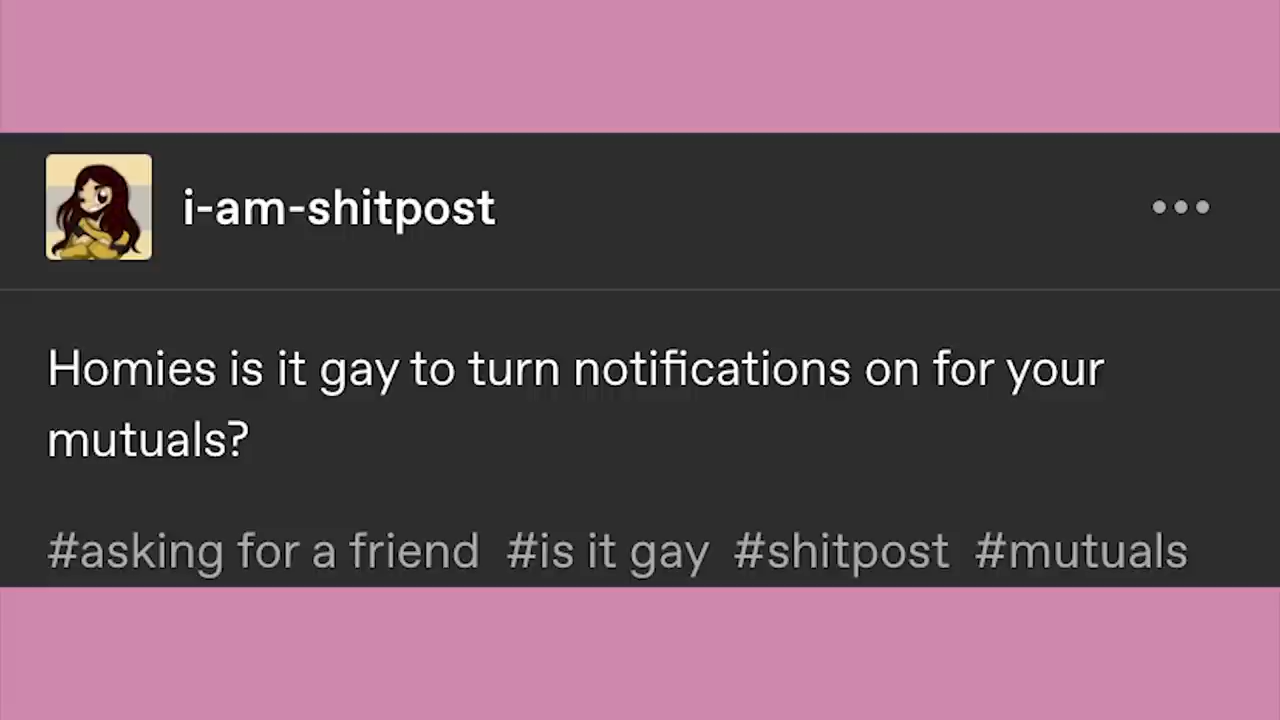 i-am-shitpost
Homies is it gay to turn notifications on for your
mutuals?
#asking for a friend #is it gay #shitpost #mutuals